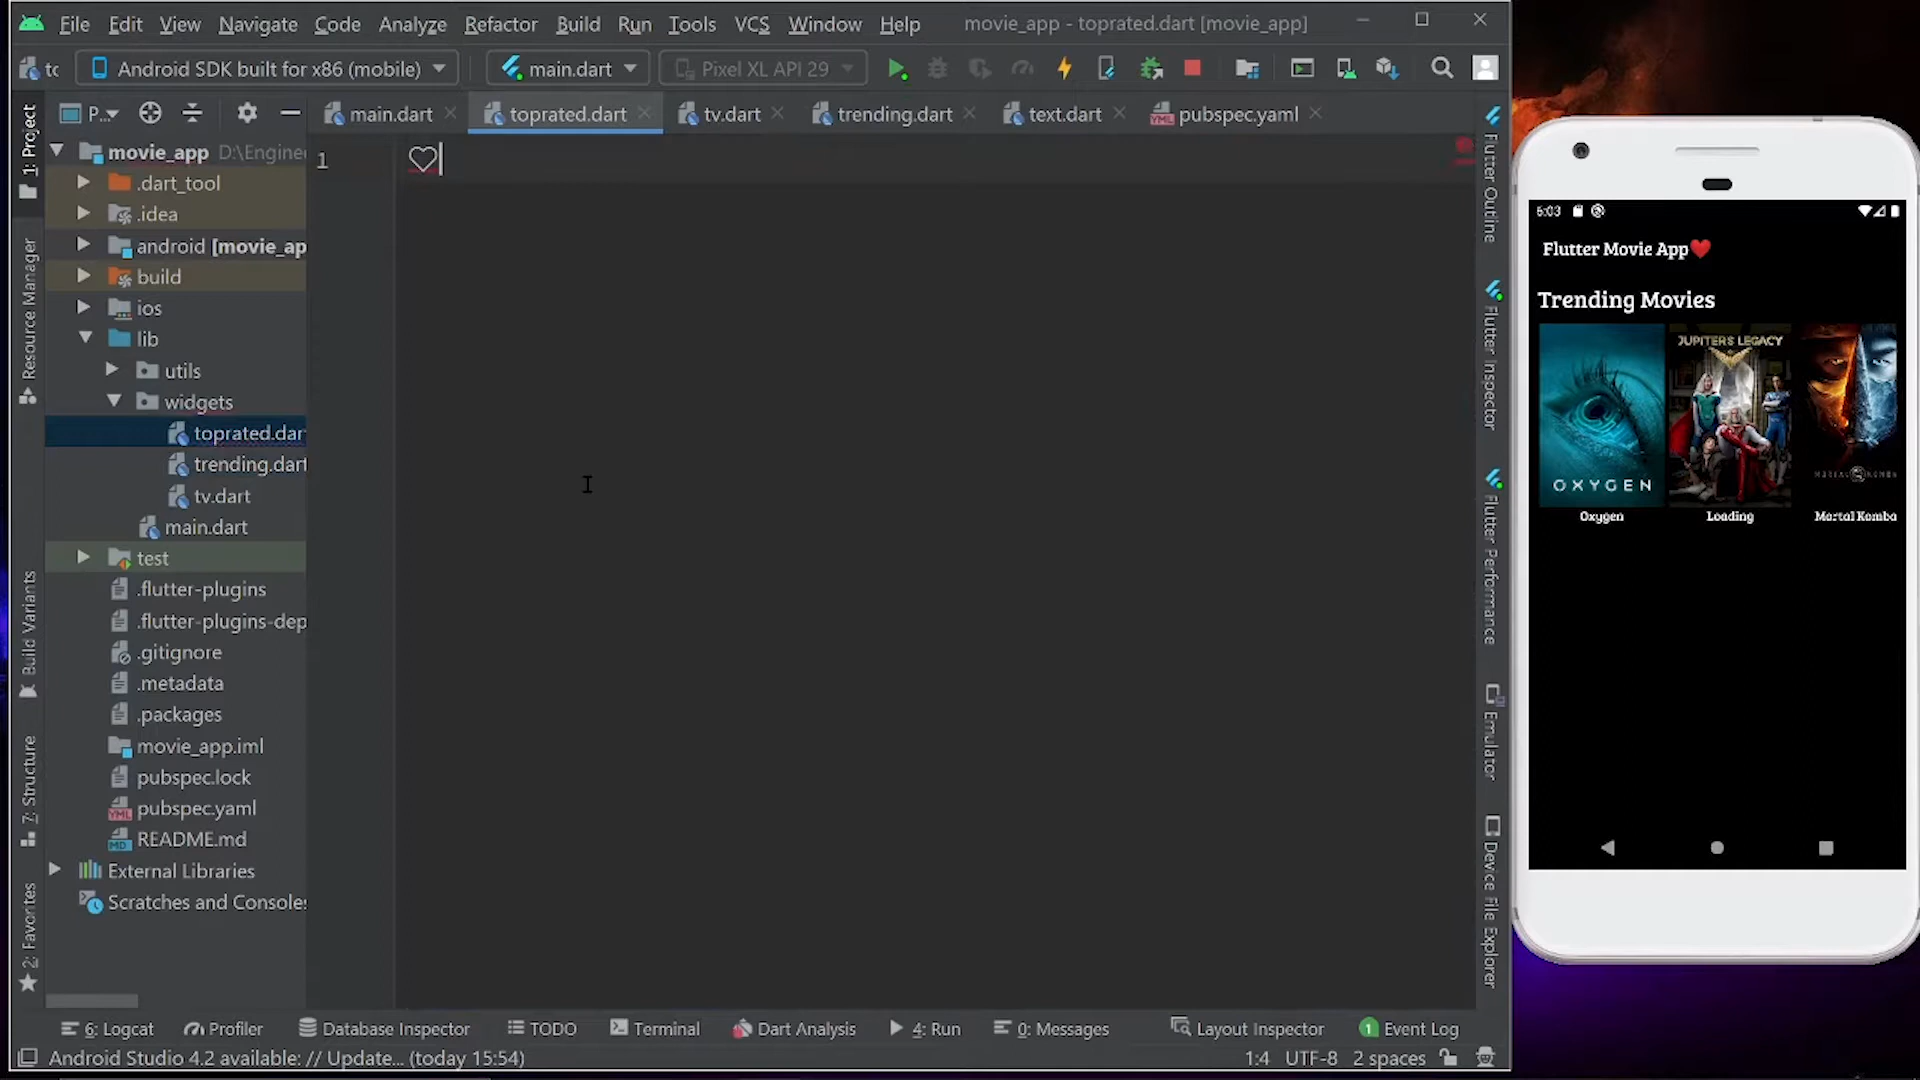 File Edit View Navigate Code Analyze Refactor Build Run Tools VCS Window Help movie_app - toprated.dart [movie_app]
tc Android SDK built for x86 (mobile) main.dart Pixel XL API 29
P... main.dart toprated.dart tv.dart trending.dart text.dart pubspec.yaml
1: Project
Resource Manager
Build Variants
7: Structure
2: Favorites
movie_app D:\Enginee
.dart_tool
.idea
android [movie_ap
build
ios
lib
utils
widgets
toprated.dar
trending.dart
tv.dart
main.dart
test
.flutter-plugins
.flutter-plugins-dep
.gitignore
.metadata
.packages
movie_app.iml
pubspec.lock
pubspec.yaml
README.md
External Libraries
Scratches and Consoles
1 ♡
Flutter Outline
Flutter Inspector
Flutter Performance
Emulator
Device File Explorer
6: Logcat Profiler Database Inspector TODO Terminal Dart Analysis 4: Run 0: Messages Layout Inspector 1 Event Log
Android Studio 4.2 available: // Update... (today 15:54) 1:4 UTF-8 2 spaces
6:03
Flutter Movie App❤️
Trending Movies
JUPITER'S LEGACY
OXYGEN
Oxygen Loading Mortal Komba